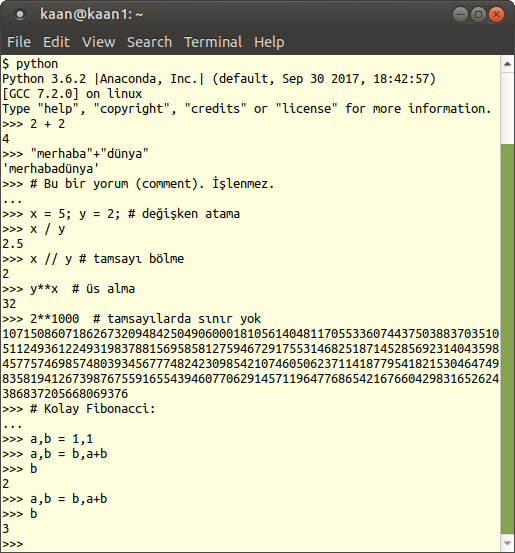 kaan@kaan1: ~
File Edit View Search Terminal Help
$ python
Python 3.6.2 |Anaconda, Inc.| (default, Sep 30 2017, 18:42:57)
[GCC 7.2.0] on linux
Type "help", "copyright", "credits" or "license" for more information.
>>> 2 + 2
4
>>> "merhaba"+"dünya"
'merhabadünya'
>>> # Bu bir yorum (comment). İşlenmez.
...
>>> x = 5; y = 2; # değişken atama
>>> x / y
2.5
>>> x // y # tamsayı bölme
2
>>> y**x  # üs alma
32
>>> 2**1000  # tamsayılarda sınır yok
10715086071862673209484250490600018105614048117055336074437503883703510
51124936122493198378815695858127594672917553146825187145285692314043598
45775746985748039345677748242309854210746050623711418779541821530464749
83581941267398767559165543946077062914571196477686542167660429831652624
386837205668069376
>>> # Kolay Fibonacci:
...
>>> a,b = 1,1
>>> a,b = b,a+b
>>> b
2
>>> a,b = b,a+b
>>> b
3
>>>